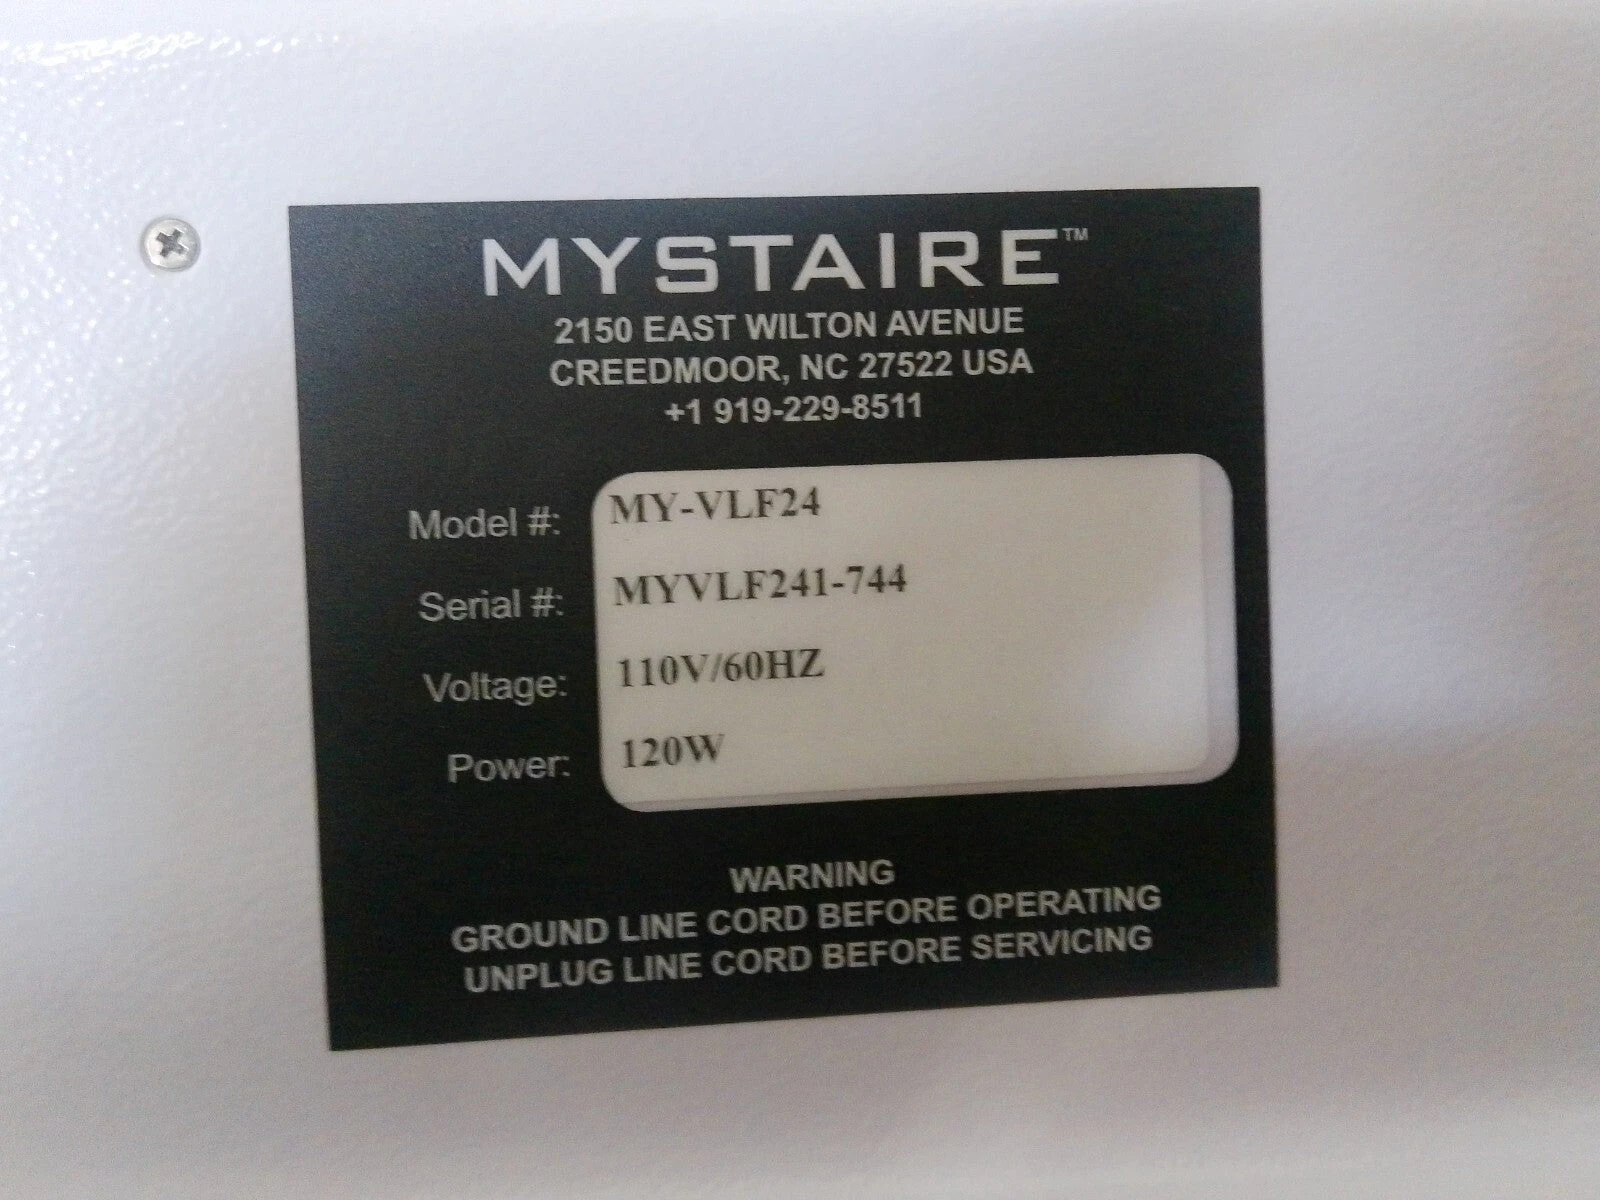 MYSTAIRE™
2150 EAST WILTON AVENUE
CREEDMOOR, NC 27522 USA
+1 919-229-8511
Model #: MY-VLF24
Serial #: MYVLF241-744
Voltage: 110V/60HZ
Power: 120W
WARNING
GROUND LINE CORD BEFORE OPERATING
UNPLUG LINE CORD BEFORE SERVICING